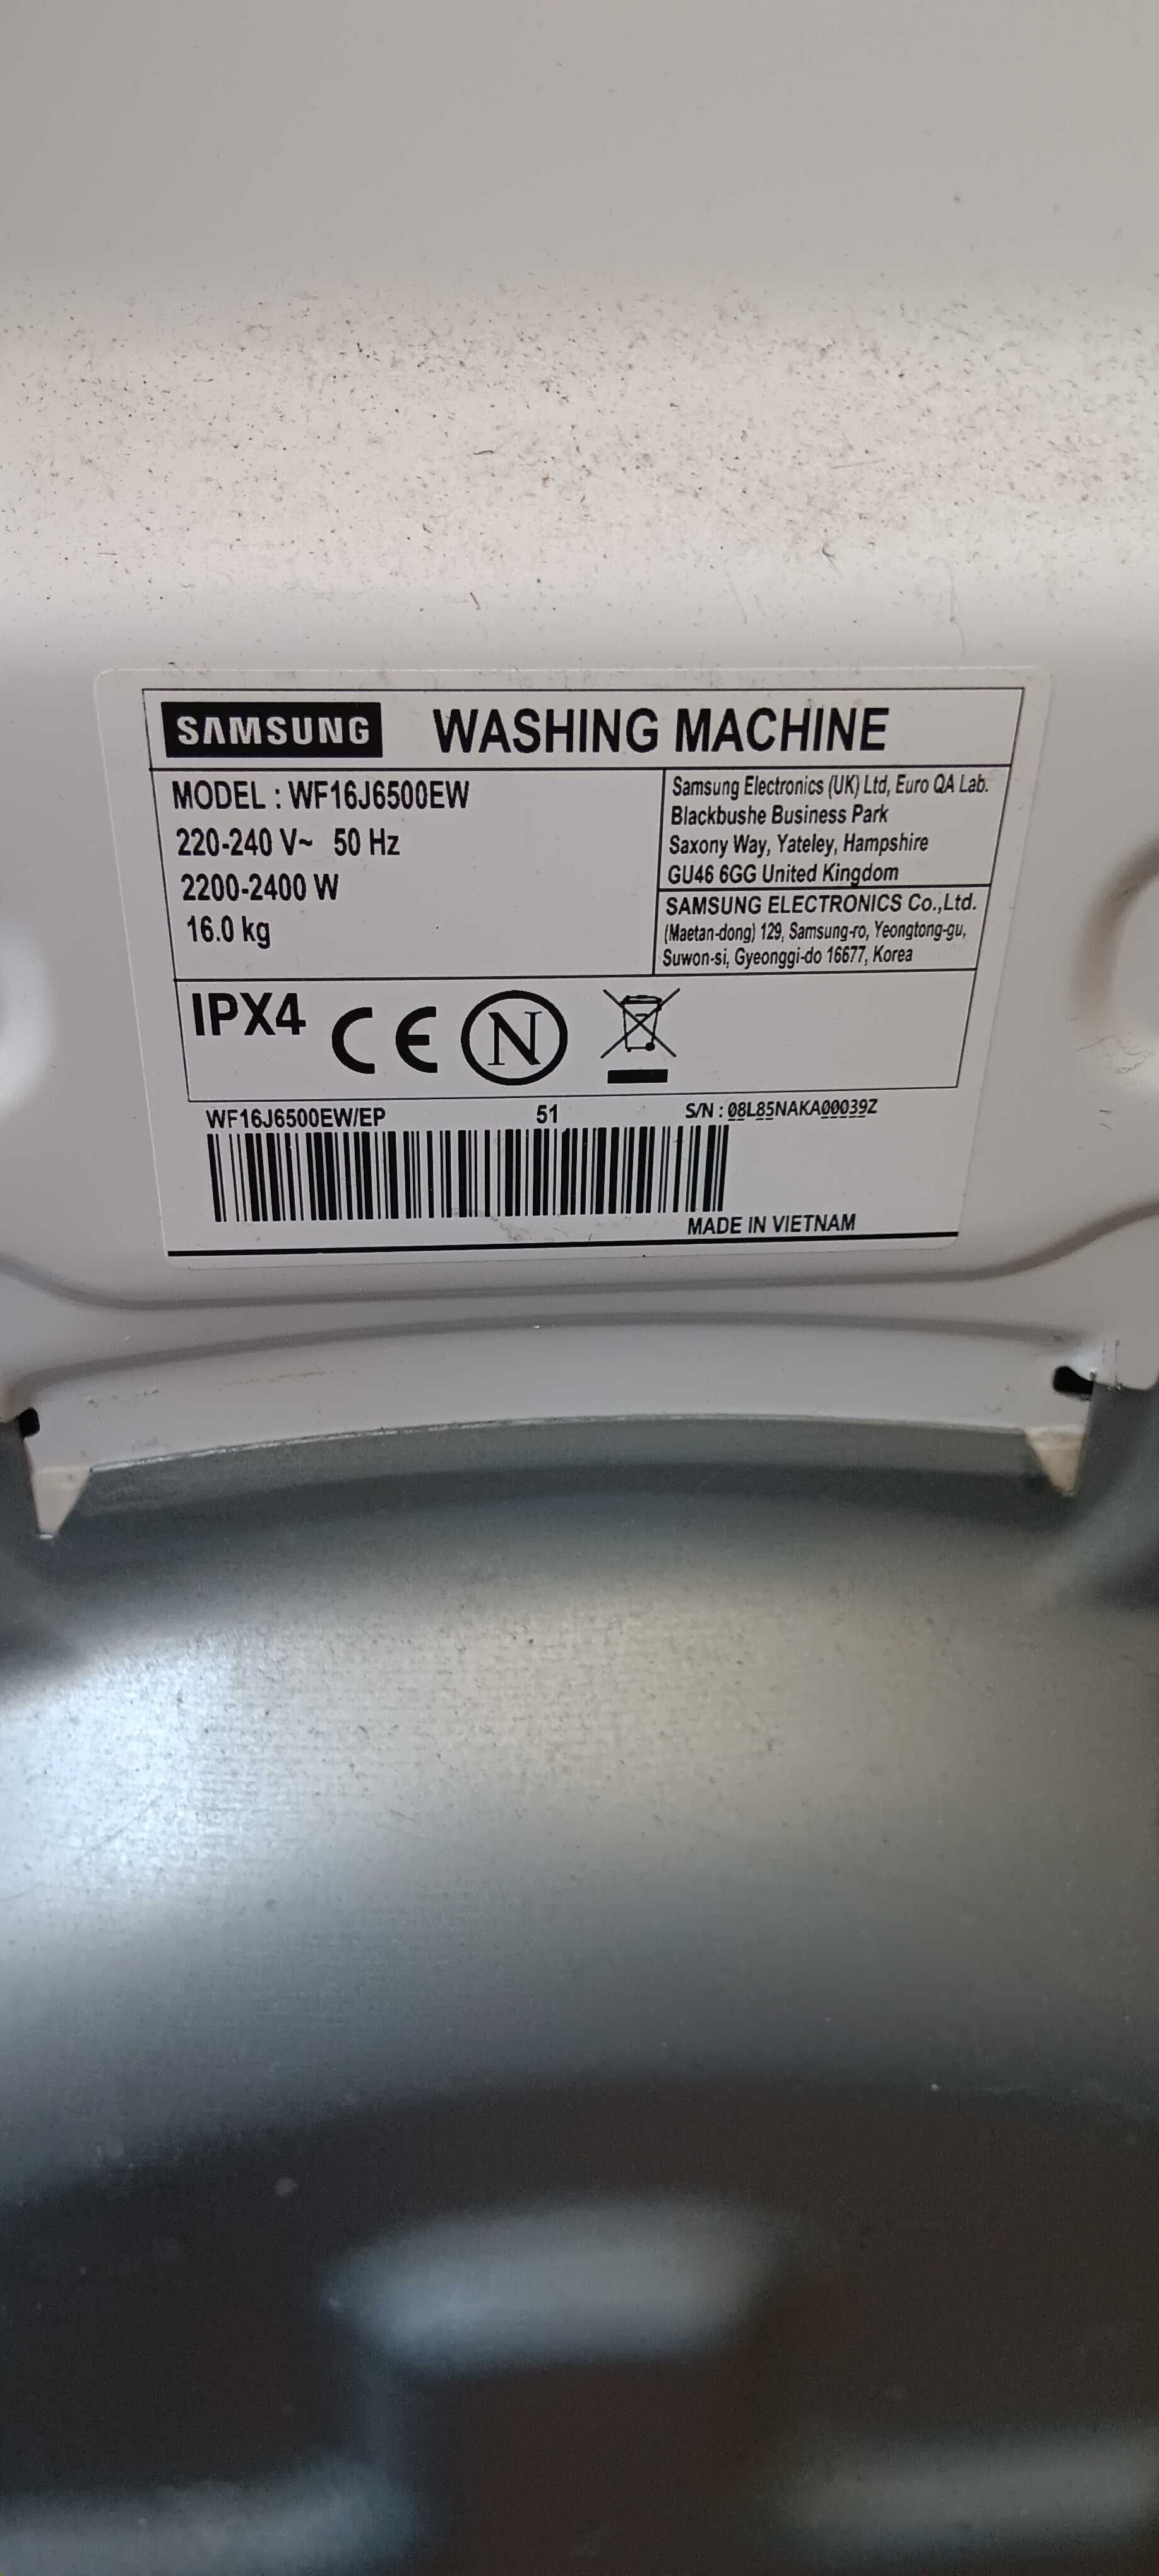 SAMSUNG WASHING MACHINE
MODEL : WF16J6500EW
220-240 V~ 50 Hz
2200-2400 W
16.0 kg
Samsung Electronics (UK) Ltd, Euro QA Lab.
Blackbushe Business Park
Saxony Way, Yateley, Hampshire
GU46 6GG United Kingdom
SAMSUNG ELECTRONICS Co.,Ltd.
(Maetan-dong) 129, Samsung-ro, Yeongtong-gu,
Suwon-si, Gyeonggi-do 16677, Korea
IPX4 CE N
WF16J6500EW/EP 51 S/N : 08L85NAKA00039Z
MADE IN VIETNAM